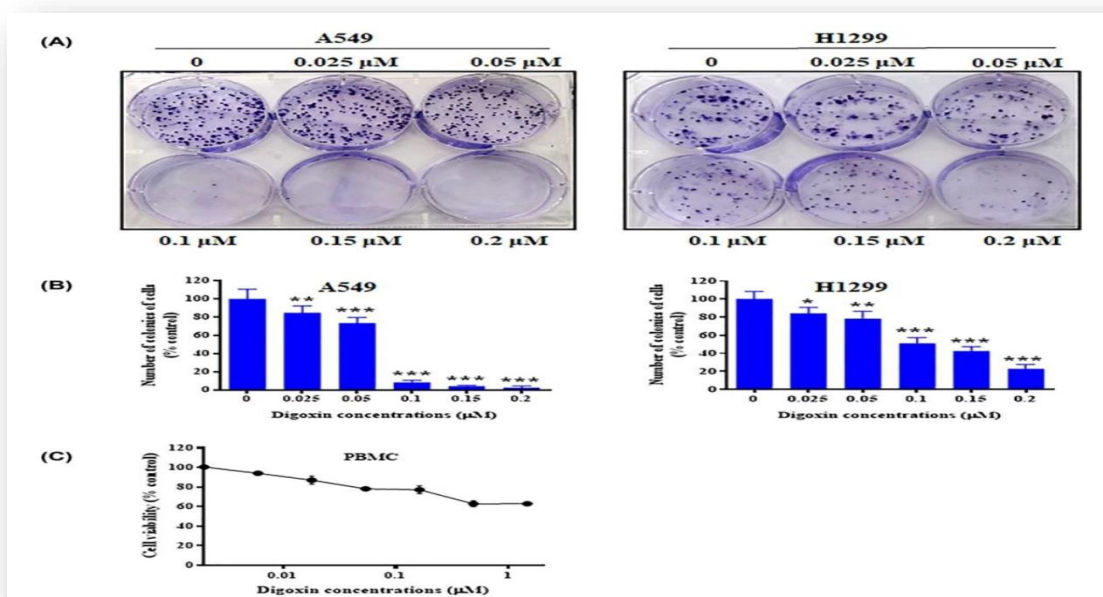 (A)
A549
0 0.025 µM 0.05 µM
0.1 µM 0.15 µM 0.2 µM
H1299
0 0.025 µM 0.05 µM
0.1 µM 0.15 µM 0.2 µM
(B)
A549
Number of colonies of cells
(% control)
120
100
80
60
40
20
0
** *** *** *** ***
0 0.025 0.05 0.1 0.15 0.2
Digoxin concentrations (µM)
H1299
Number of colonies of cells
(% control)
120
100
80
60
40
20
0
* ** *** *** ***
0 0.025 0.05 0.1 0.15 0.2
Digoxin concentrations (µM)
(C)
PBMC
Cell viability (% control)
120
100
80
60
40
20
0
0.01 0.1 1
Digoxin concentrations (µM)